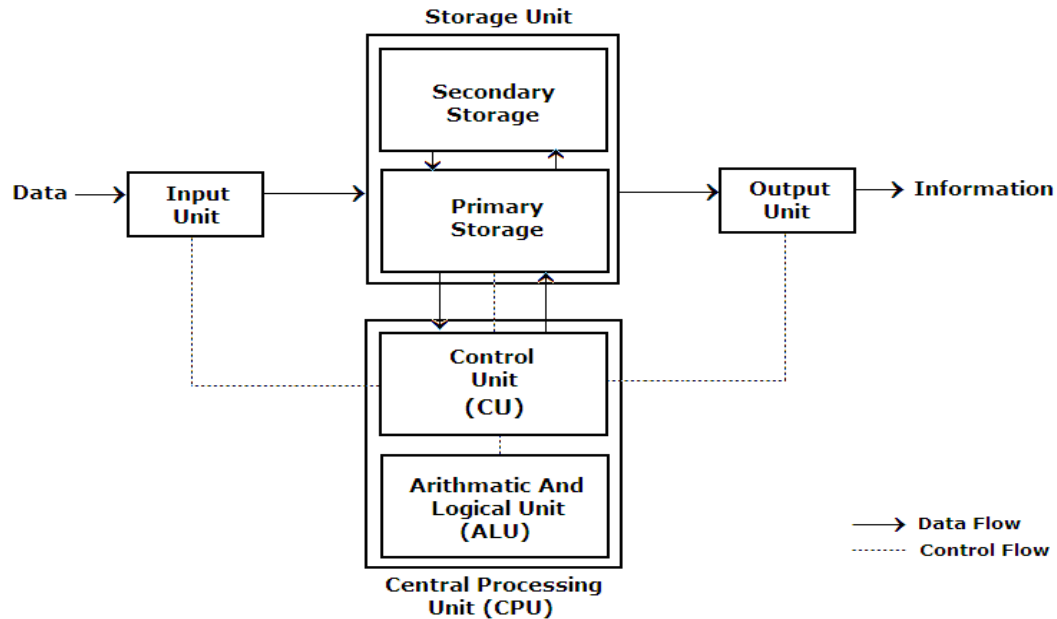 Storage Unit
Secondary
Storage
Data
Input
Unit
Primary
Storage
Output
Unit
Information
Control
Unit
(CU)
Arithmatic And
Logical Unit
(ALU)
Data Flow
Control Flow
Central Processing
Unit (CPU)